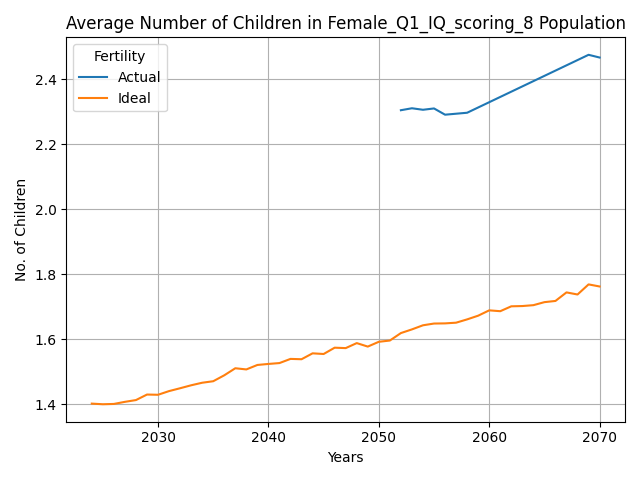 Average Number of Children in Female_Q1_IQ_scoring_8 Population
Fertility
Actual
Ideal
2.4
2.2
2.0
1.8
1.6
1.4
No. of Children
2030
2040
2050
2060
2070
Years